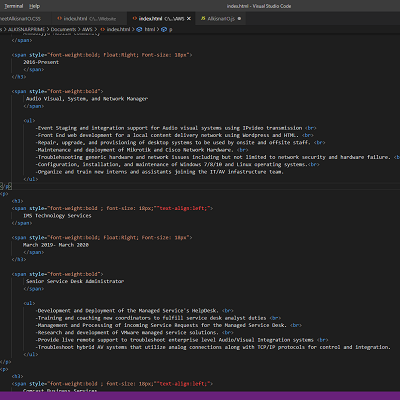 Terminal Help index.html - Visual Studio Code
index.html C:\...\Website index.html C:\...\AWS X AlkisnartG.js
C: > Users > ALKISNARPRIME > Documents > AWS > index.html > html > p
</span>
<span style="font-weight:bold; float:Right; Font-size: 18px">
2016-Present
</span>
</h3>
<span style="font-weight:bold">
Audio Visual, System, and Network Manager
</span>
<ul>
-Event Staging and integration support for Audio visual systems using IPvideo transmission <br>
-Front End web development for a local content delivery network using Wordpress and HTML. <br>
-Repair, upgrade, and provisioning of desktop systems to be used by onsite and offsite staff. <br>
-Maintenance and deployment of Mikrotik and Cisco Network Hardware. <br>
-Troublehsooting generic hardware and network issues including but not limited to network security and hardware failure. <b
-Configuration, installation, and maintenance of Windows 7/8/10 and Linux operating systems.<br>
-Organize and train new interns and assistants joining the IT/AV infastructure team.
</ul>
</p>
<p>
<h3>
<span style="font-weight:bold ; font-size: 18px;""text-align:left;">
IMS Technology Services
</span>
<span style="font-weight:bold; float:Right; Font-size: 18px">
March 2019- March 2020
</span>
</h3>
<span style="font-weight:bold">
Senior Service Desk Administrator
</span>
<ul>
-Development and Deployment of the Managed Service's HelpDesk. <br>
-Training and coaching new coordinators to fulfill service desk analyst duties <br>
-Management and Processing of incoming Service Requests for the Managed Service Desk. <br>
-Research and development of VMware managed service solutions. <br>
-Provide live remote support to troubleshoot enterprise level Audio/Visual Integration systems <br>
-Troubleshoot hybrid AV systems that utilize analog connections along with TCP/IP protocols for control and integration.
</ul>
</p>
<p>
<h3>
<span style="font-weight:bold ; font-size: 18px;""text-align:left;">
Comcast Business Services